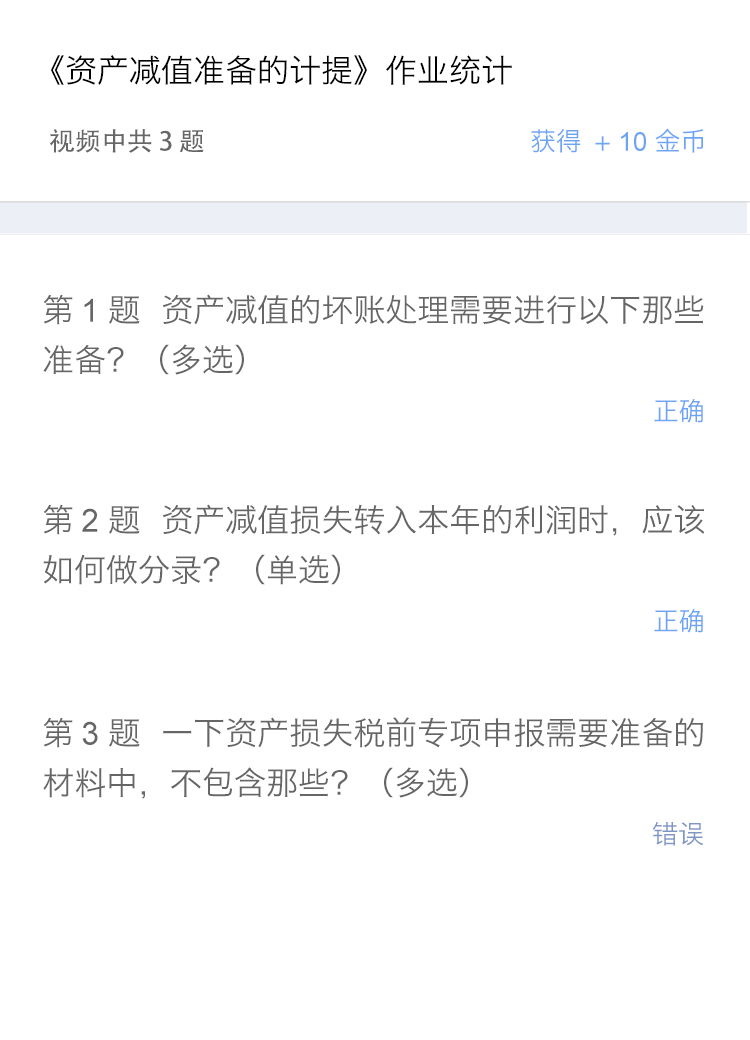 《资产减值准备的计提》作业统计
视频中共 3 题 获得 + 10 金币
第 1 题 资产减值的坏账处理需要进行以下那些
准备？（多选）
正确
第 2 题 资产减值损失转入本年的利润时，应该
如何做分录？（单选）
正确
第 3 题 一下资产损失税前专项申报需要准备的
材料中，不包含那些？（多选）
错误